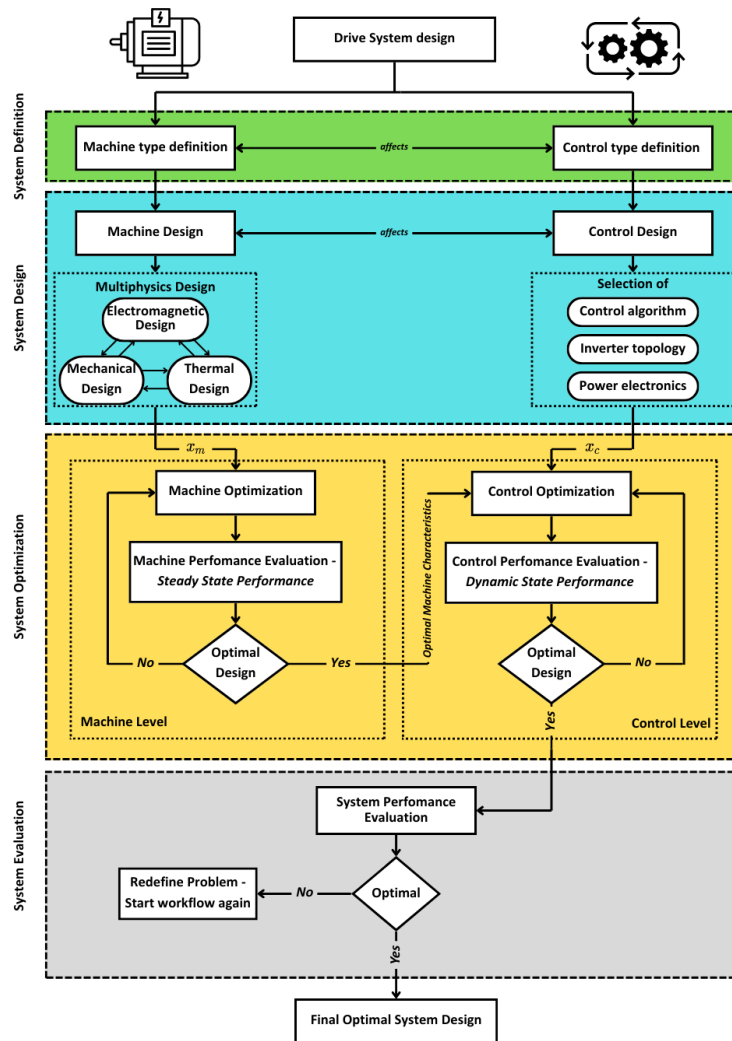 Drive System design
System Definition
Machine type definition
affects
Control type definition
System Design
Machine Design
affects
Control Design
Multiphysics Design
Electromagnetic
Design
Mechanical
Design
Thermal
Design
Selection of
Control algorithm
Inverter topology
Power electronics
System Optimization
x_m
Machine Optimization
Machine Perfomance Evaluation -
Steady State Performance
Optimal
Design
No
Yes
Machine Level
Optimal Machine Characteristics
x_c
Control Optimization
Control Perfomance Evaluation -
Dynamic State Performance
Optimal
Design
No
Yes
Control Level
System Evaluation
System Perfomance
Evaluation
Optimal
No
Redefine Problem -
Start workflow again
Yes
Final Optimal System Design